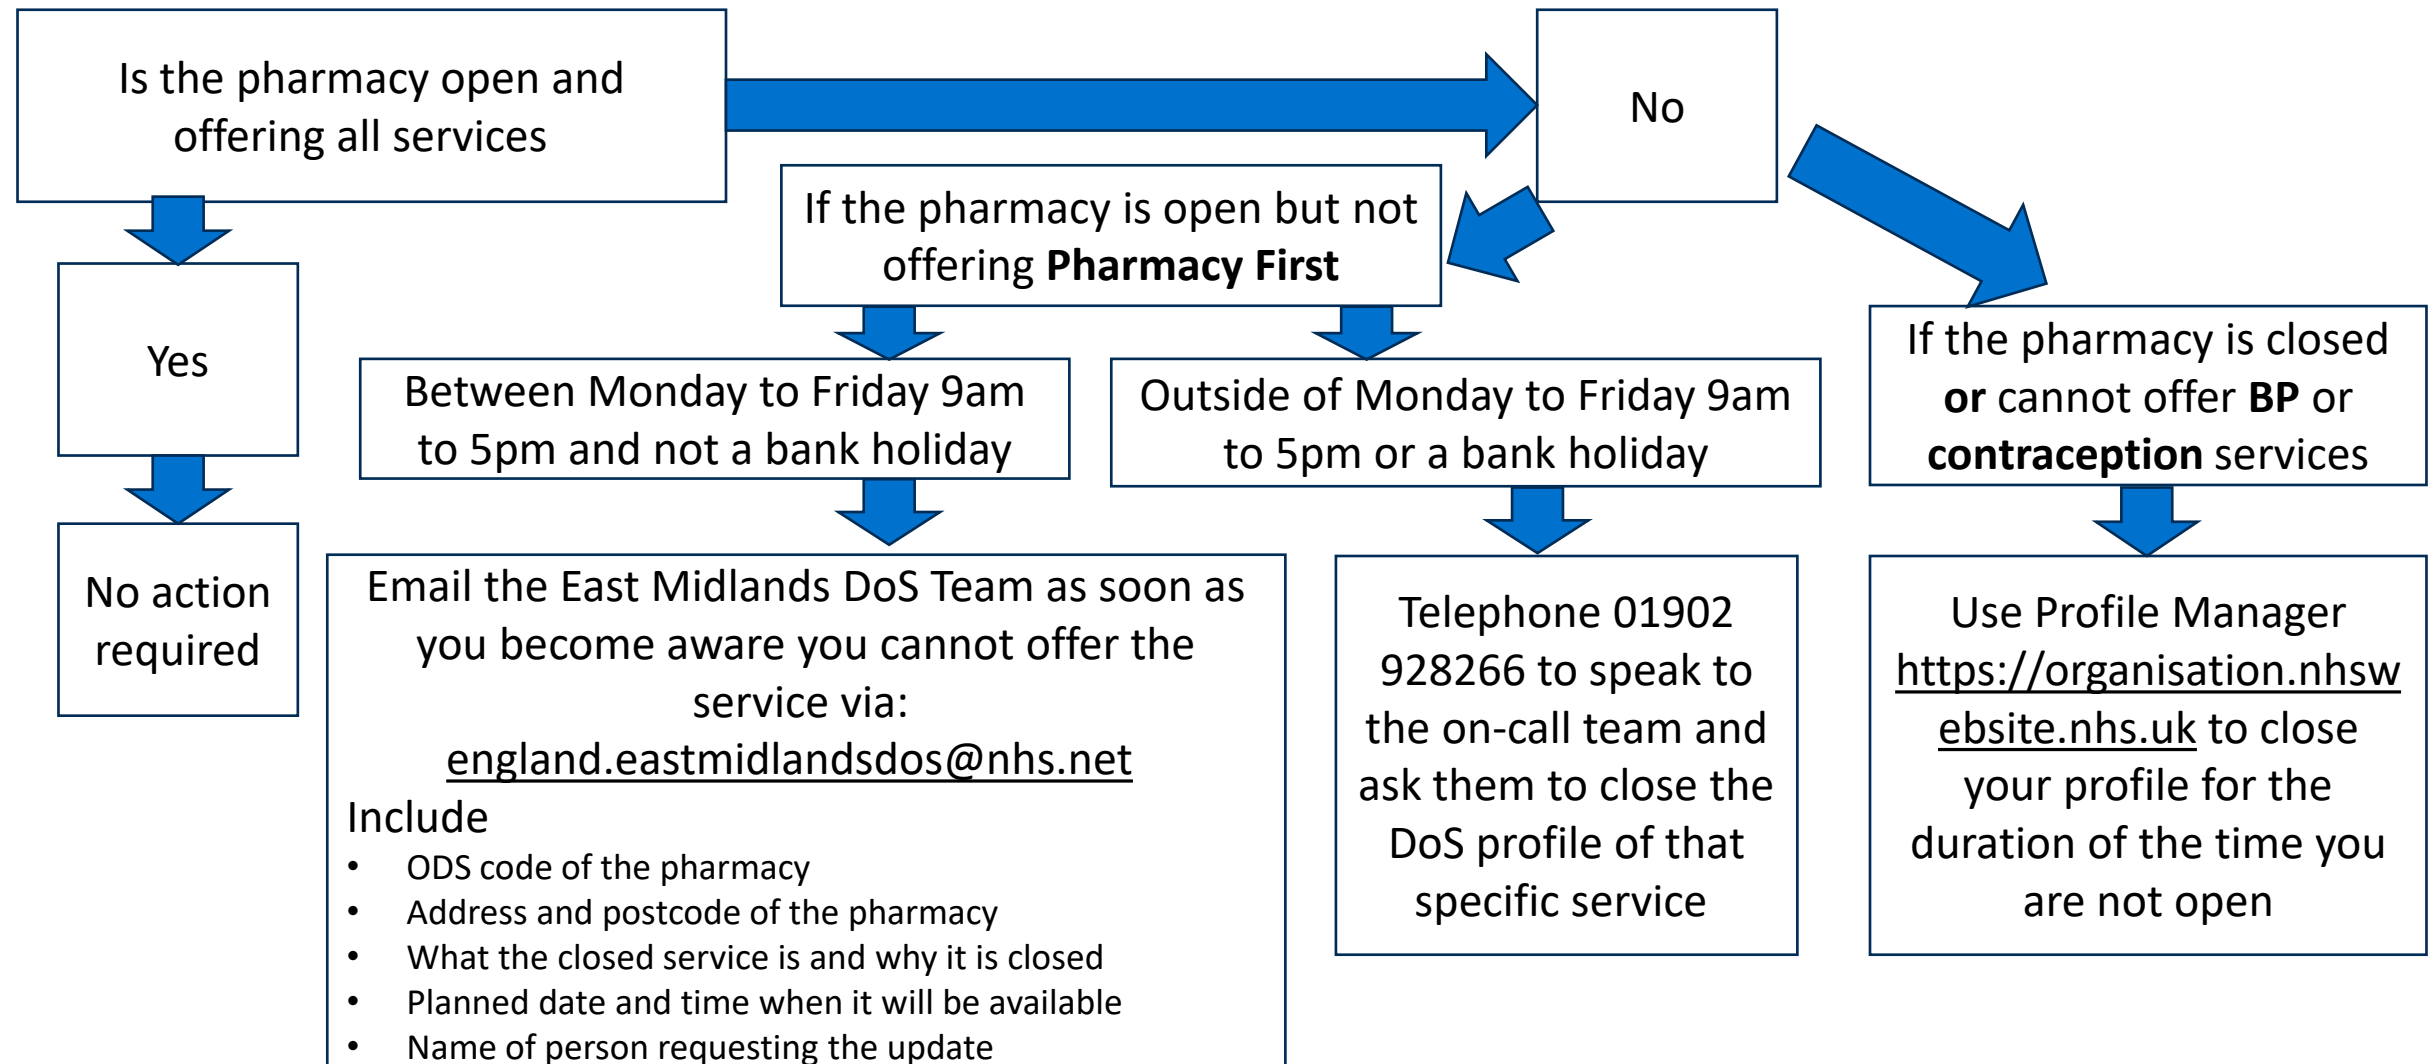 Is the pharmacy open and
offering all services
No
If the pharmacy is open but not
offering Pharmacy First
Yes
Between Monday to Friday 9am
to 5pm and not a bank holiday
Outside of Monday to Friday 9am
to 5pm or a bank holiday
If the pharmacy is closed
or cannot offer BP or
contraception services
No action
required
Email the East Midlands DoS Team as soon as
you become aware you cannot offer the
service via:
england.eastmidlandsdos@nhs.net
Include
• ODS code of the pharmacy
• Address and postcode of the pharmacy
• What the closed service is and why it is closed
• Planned date and time when it will be available
• Name of person requesting the update
Telephone 01902
928266 to speak to
the on-call team and
ask them to close the
DoS profile of that
specific service
Use Profile Manager
https://organisation.nhsw
ebsite.nhs.uk to close
your profile for the
duration of the time you
are not open